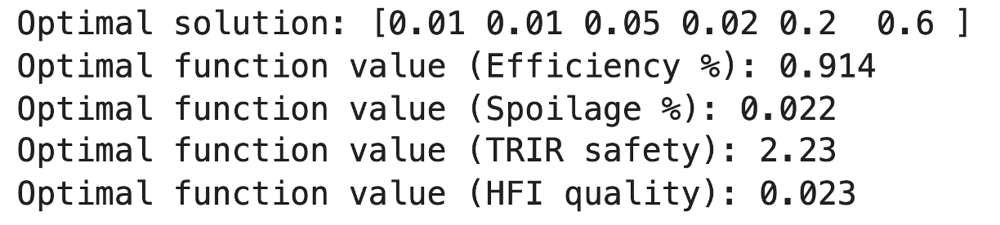 Optimal solution: [0.01 0.01 0.05 0.02 0.2  0.6 ]
Optimal function value (Efficiency %): 0.914
Optimal function value (Spoilage %): 0.022
Optimal function value (TRIR safety): 2.23
Optimal function value (HFI quality): 0.023